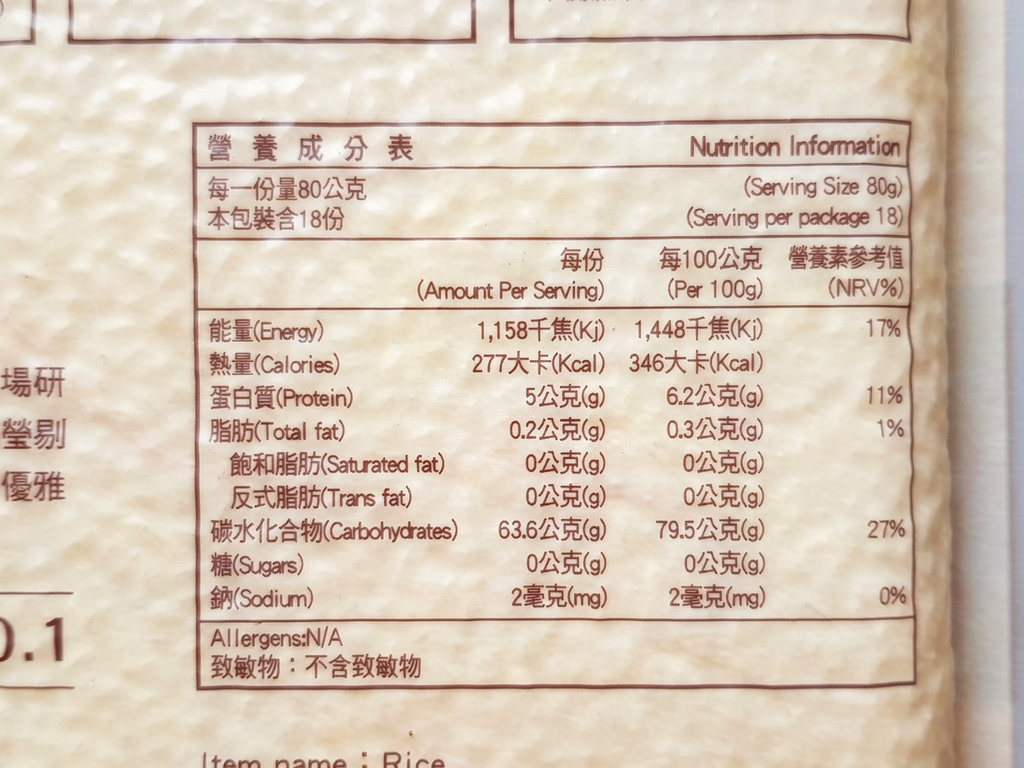 營養成分表 Nutrition Information
每一份量80公克 (Serving Size 80g)
本包裝含18份 (Serving per package 18)
每份 每100公克 營養素參考值
(Amount Per Serving) (Per 100g) (NRV%)
能量(Energy) 1,158千焦(Kj) 1,448千焦(Kj) 17%
熱量(Calories) 277大卡(Kcal) 346大卡(Kcal)
蛋白質(Protein) 5公克(g) 6.2公克(g) 11%
脂肪(Total fat) 0.2公克(g) 0.3公克(g) 1%
飽和脂肪(Saturated fat) 0公克(g) 0公克(g)
反式脂肪(Trans fat) 0公克(g) 0公克(g)
碳水化合物(Carbohydrates) 63.6公克(g) 79.5公克(g) 27%
糖(Sugars) 0公克(g) 0公克(g)
鈉(Sodium) 2毫克(mg) 2毫克(mg) 0%
Allergens:N/A
致敏物：不含致敏物
場研
瑩剔
優雅
0.1
Item name：Rice